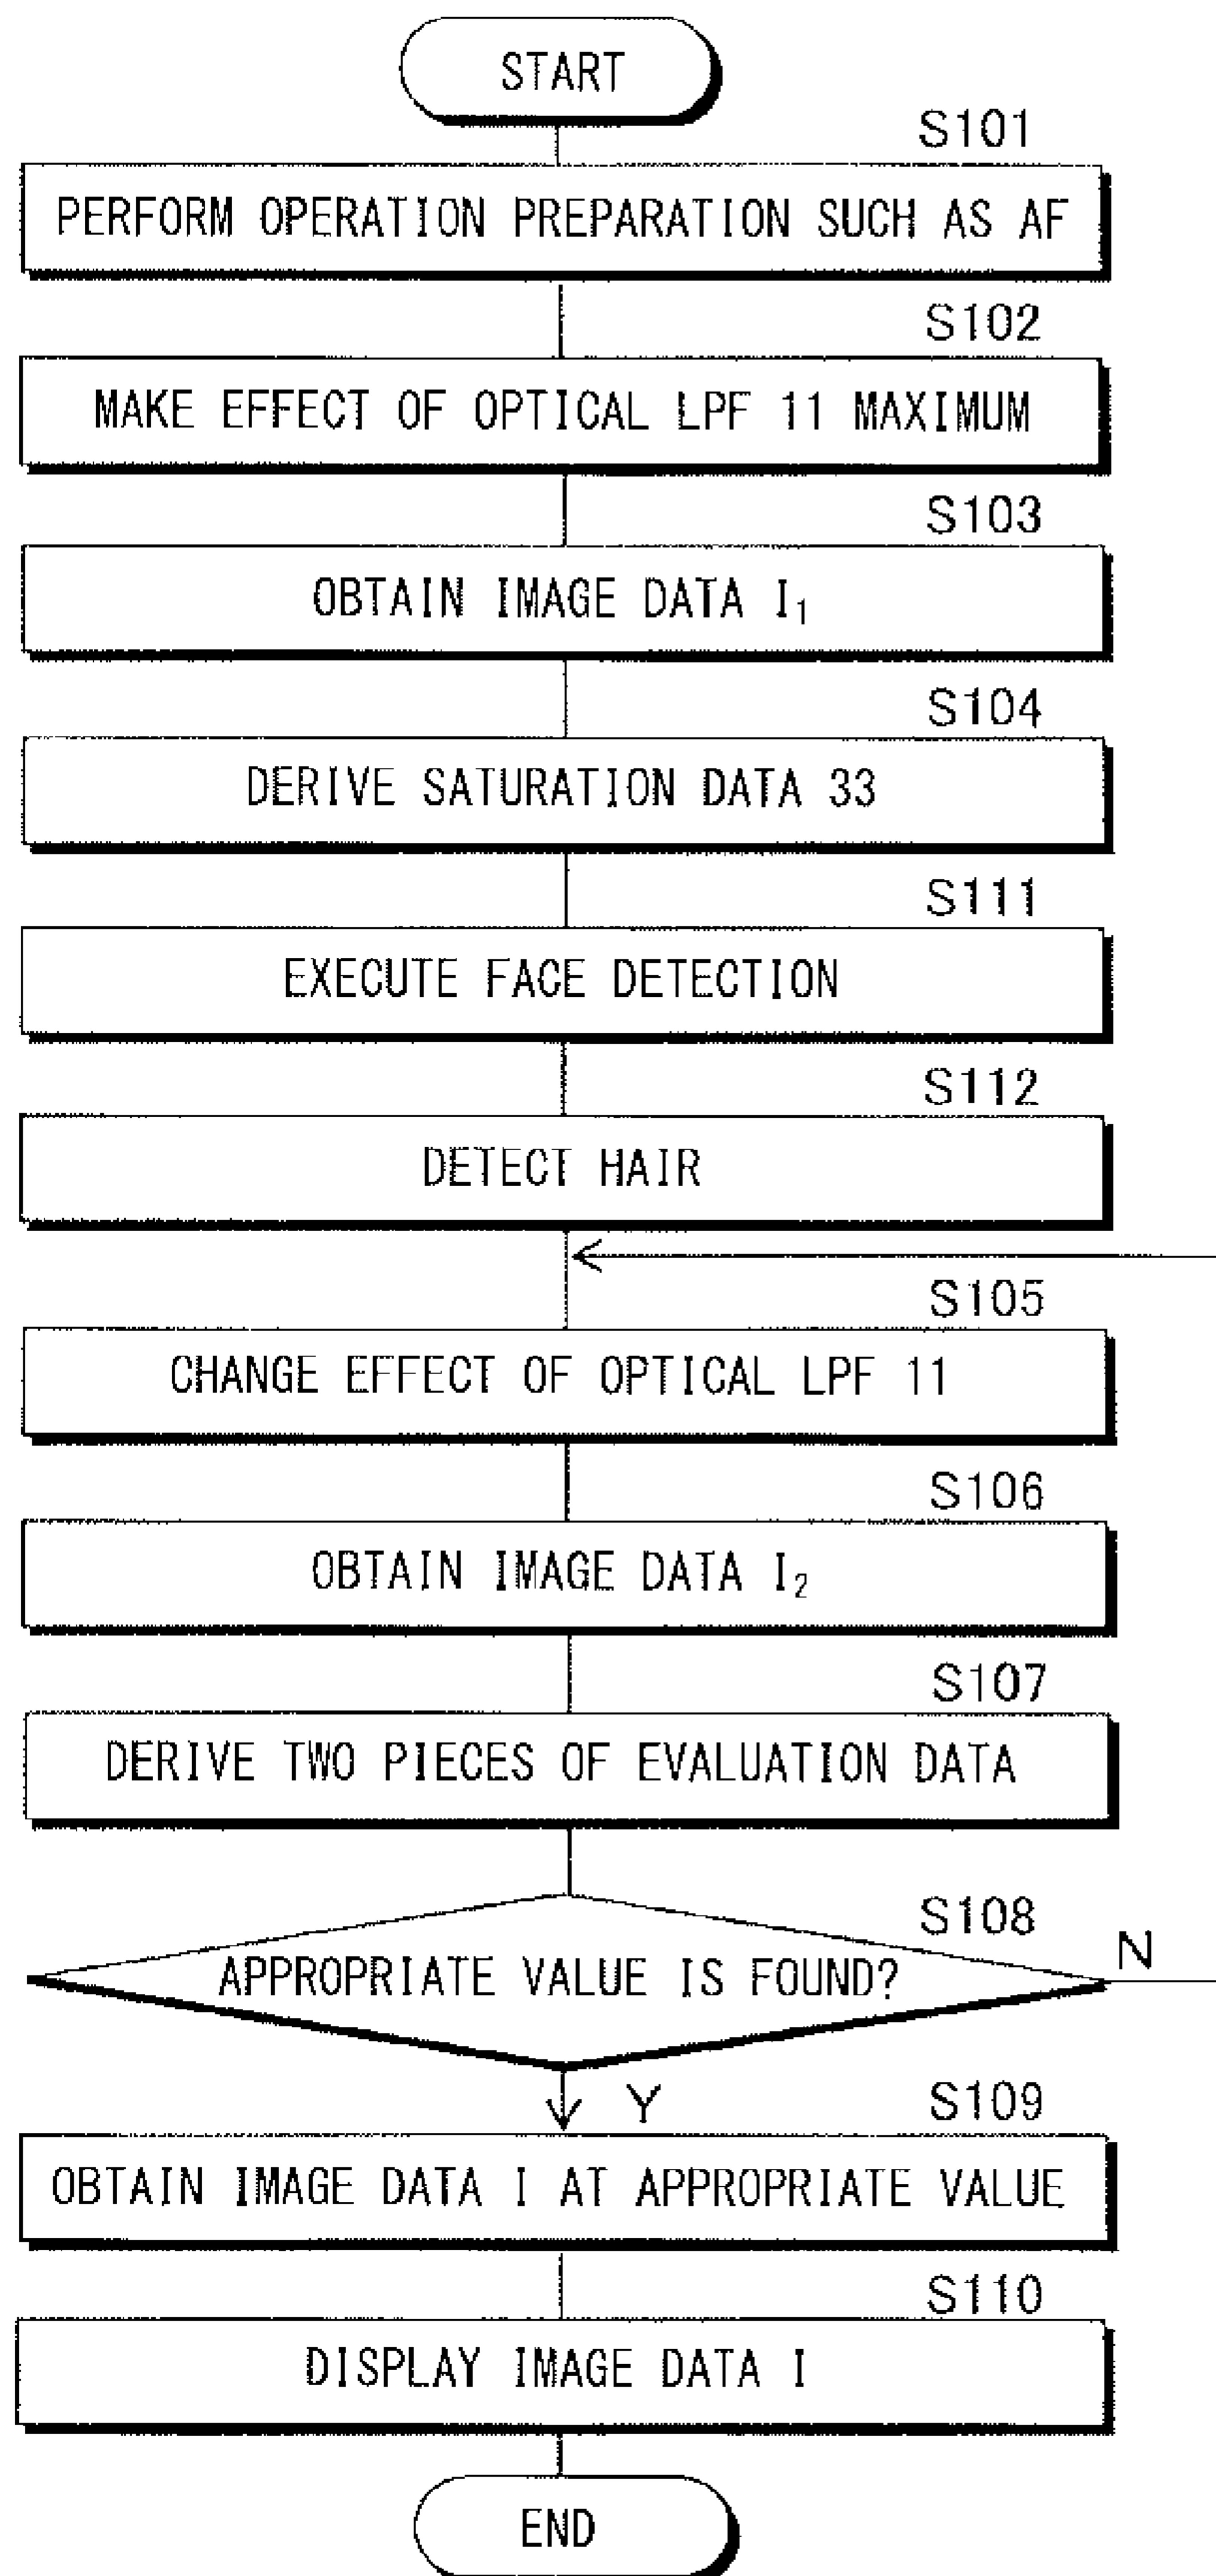 START
S101
PERFORM OPERATION PREPARATION SUCH AS AF
S102
MAKE EFFECT OF OPTICAL LPF 11 MAXIMUM
S103
OBTAIN IMAGE DATA I₁
S104
DERIVE SATURATION DATA 33
S111
EXECUTE FACE DETECTION
S112
DETECT HAIR
S105
CHANGE EFFECT OF OPTICAL LPF 11
S106
OBTAIN IMAGE DATA I₂
S107
DERIVE TWO PIECES OF EVALUATION DATA
S108
APPROPRIATE VALUE IS FOUND?
N
Y
S109
OBTAIN IMAGE DATA I AT APPROPRIATE VALUE
S110
DISPLAY IMAGE DATA I
END